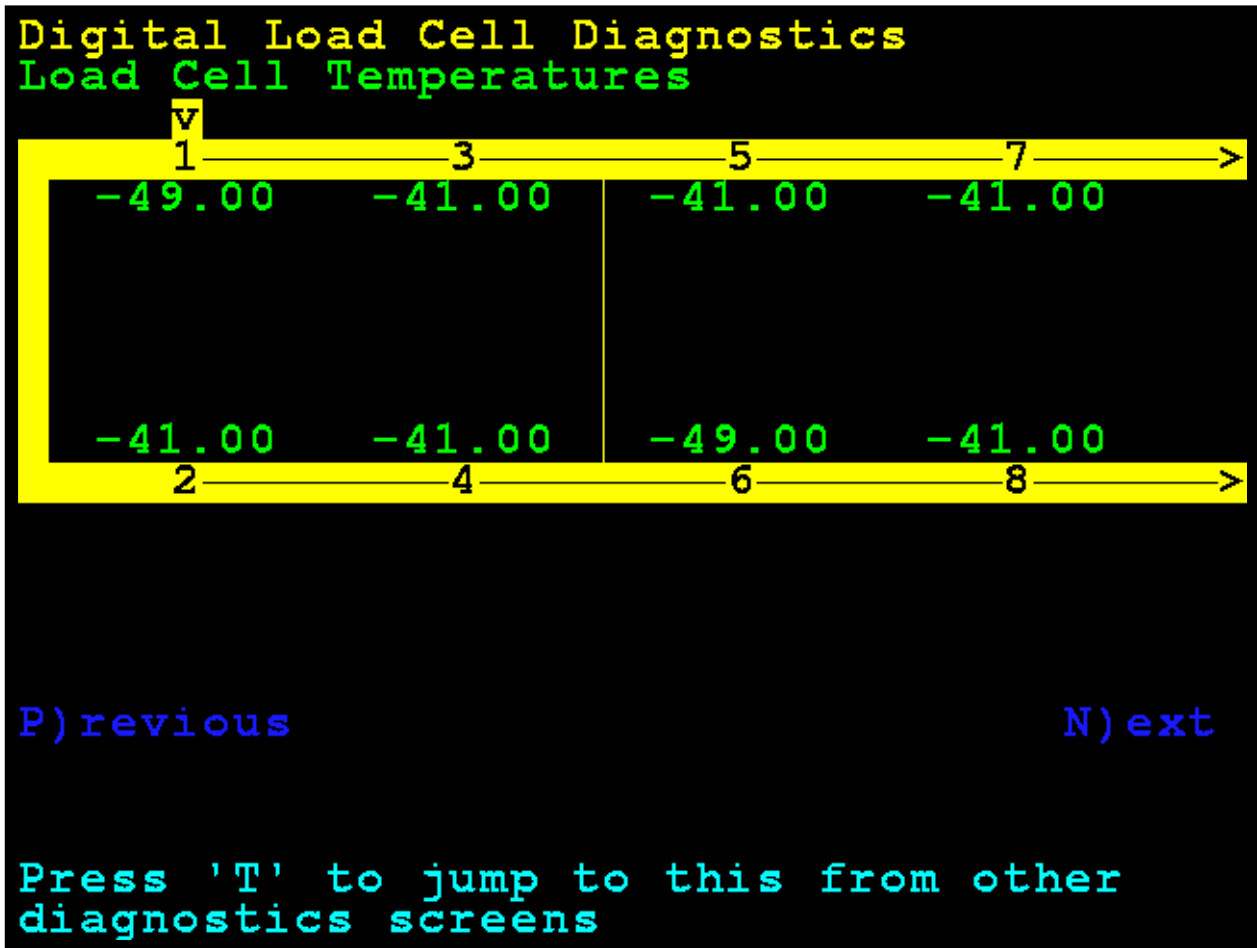 Digital Load Cell Diagnostics
Load Cell Temperatures
v
1 3 5 7 >
-49.00 -41.00 -41.00 -41.00
-41.00 -41.00 -49.00 -41.00
2 4 6 8 >
P)revious N)ext
Press 'T' to jump to this from other
diagnostics screens